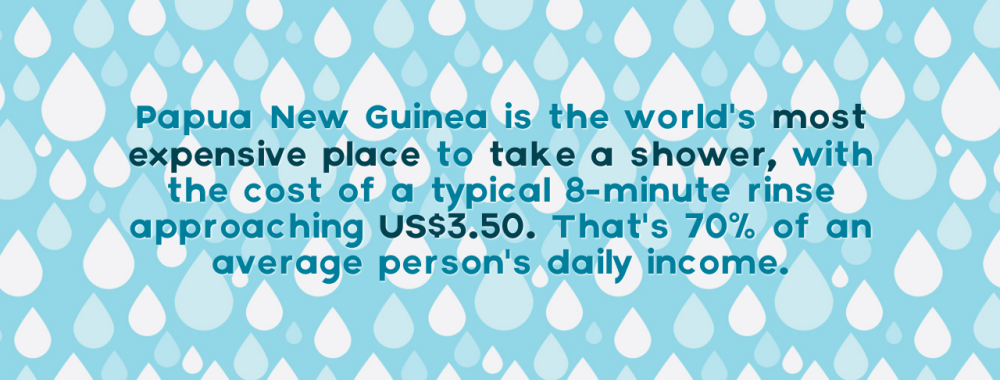 Papua New Guinea is the world's most
expensive place to take a shower, with
the cost of a typical 8-minute rinse
approaching US$3.50. That's 70% of an
average person's daily income.